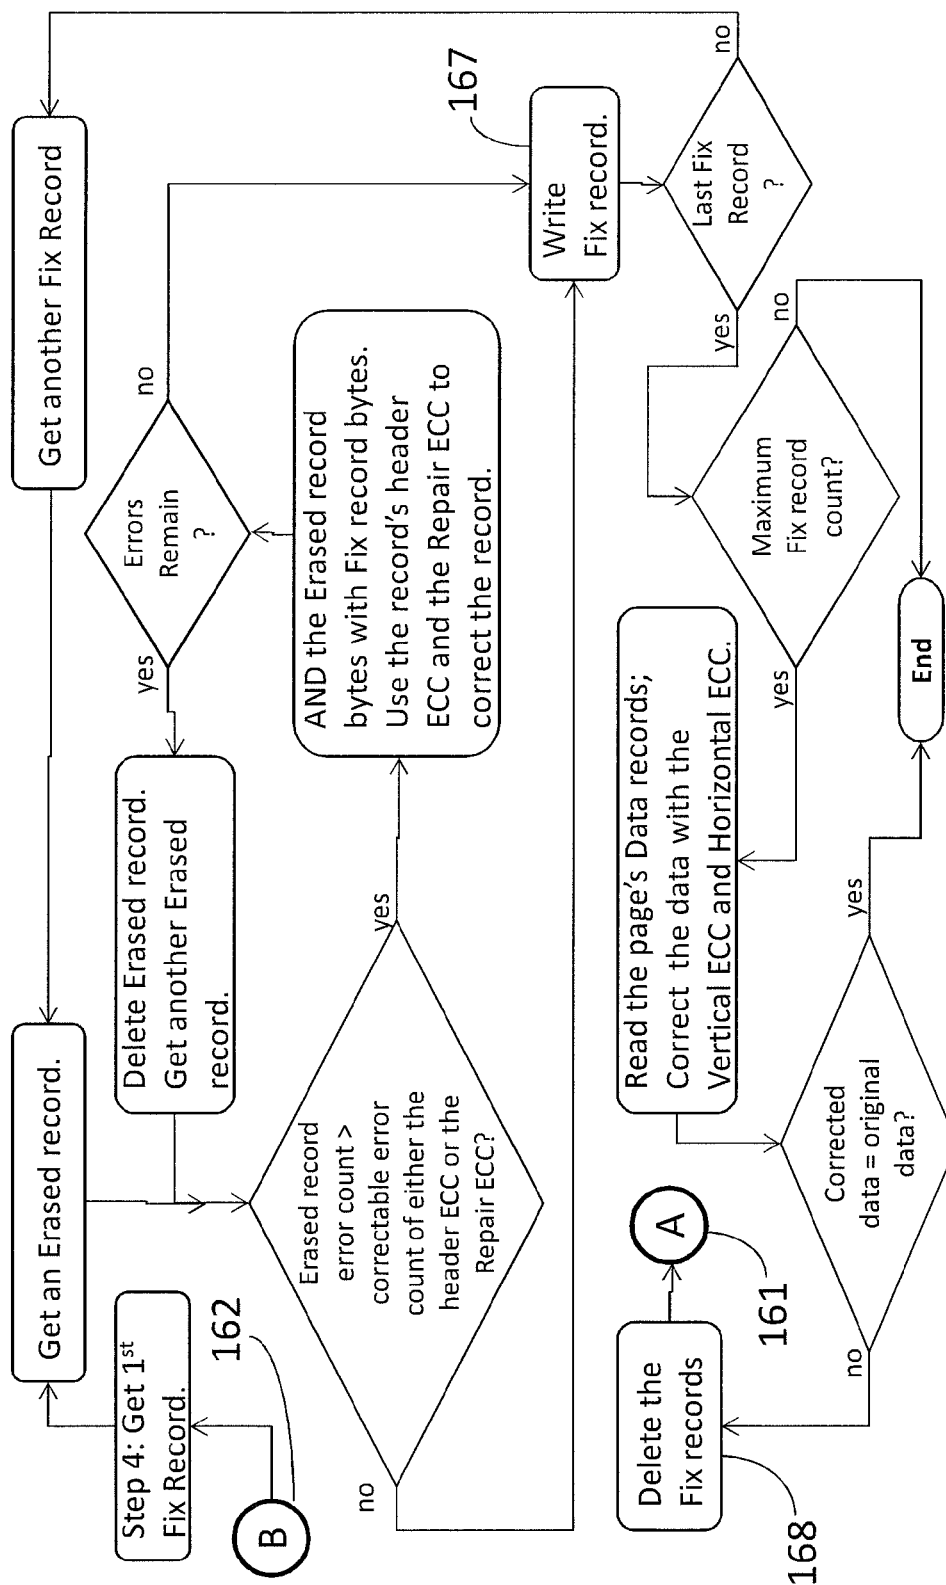 B
162
Step 4: Get 1st
Fix Record.
Get an Erased record.
Get another Fix Record
Delete Erased record.
Get another Erased
record.
Errors
Remain
?
yes
no
Erased record
error count >
correctable error
count of either the
header ECC or the
Repair ECC?
no
yes
AND the Erased record
bytes with Fix record bytes.
Use the record's header
ECC and the Repair ECC to
correct the record.
Write
Fix record.
167
Last Fix
Record
?
no
yes
Maximum
Fix record
count?
no
yes
Read the page's Data records;
Correct the data with the
Vertical ECC and Horizontal ECC.
Corrected
data = original
data?
no
yes
End
Delete the
Fix records
168
A
161